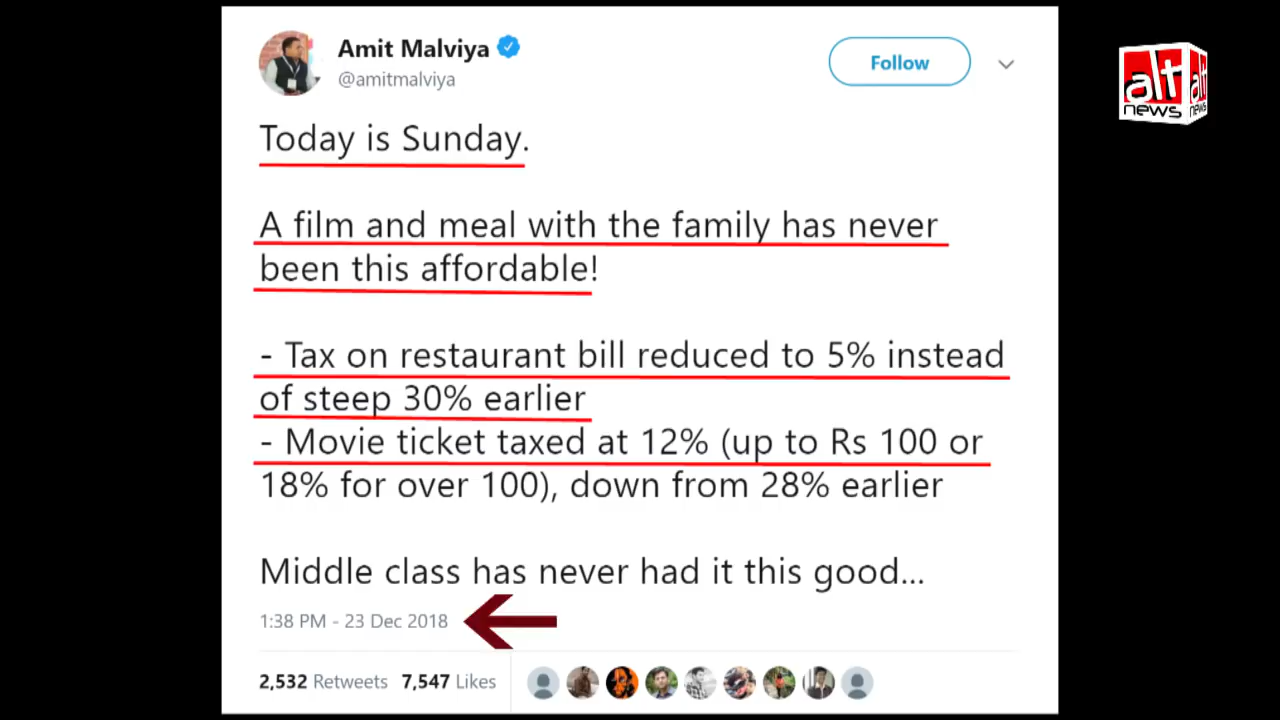 Amit Malviya
@amitmalviya
Follow
alt
news
alt
news
Today is Sunday.
A film and meal with the family has never
been this affordable!
- Tax on restaurant bill reduced to 5% instead
of steep 30% earlier
- Movie ticket taxed at 12% (up to Rs 100 or
18% for over 100), down from 28% earlier
Middle class has never had it this good...
1:38 PM - 23 Dec 2018
2,532 Retweets 7,547 Likes